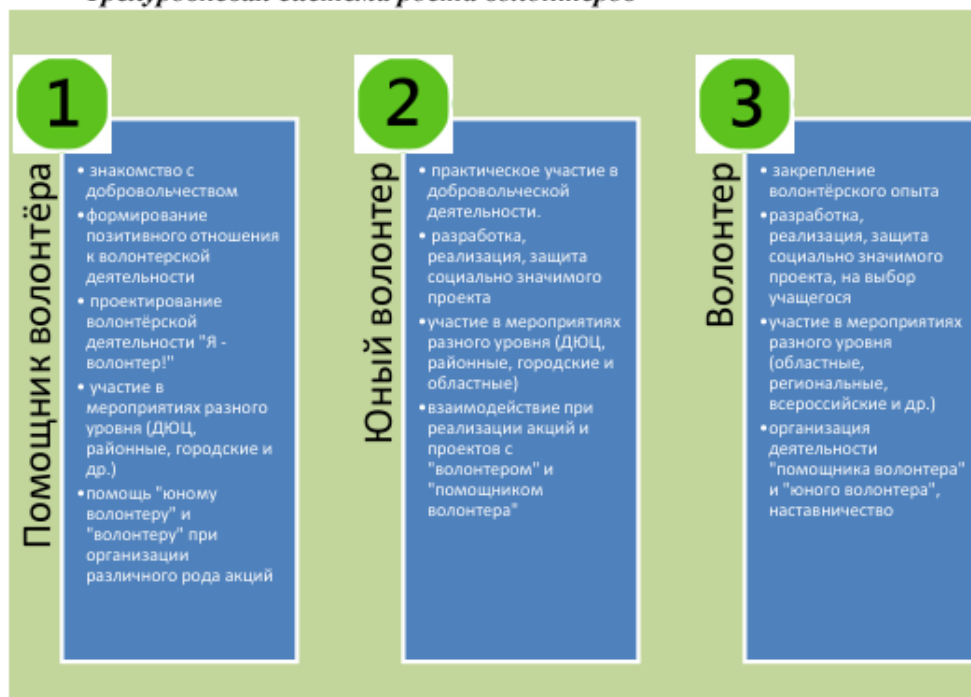 Трехуровневая система роста волонтеров
1
Помощник волонтёра
• знакомство с
добровольчеством
•формирование
позитивного отношения
к волонтерской
деятельности
• проектирование
волонтёрской
деятельности "Я -
волонтер!"
• участие в
мероприятиях разного
уровня (ДЮЦ,
районные, городские и
др.)
•помощь "юному
волонтеру" и
"волонтеру" при
организации
различного рода акций
2
Юный волонтер
• практическое участие в
добровольческой
деятельности.
• разработка,
реализация, защита
социально значимого
проекта
•участие в мероприятиях
разного уровня (ДЮЦ,
районные, городские и
областные)
•взаимодействие при
реализации акций и
проектов с
"волонтером" и
"помощником
волонтера"
3
Волонтер
• закрепление
волонтёрского опыта
•разработка,
реализация, защита
социально значимого
проекта, на выбор
учащегося
•участие в мероприятиях
разного уровня
(областные,
региональные,
всероссийские и др.)
•организация
деятельности
"помощника волонтера"
и "юного волонтера",
наставничество